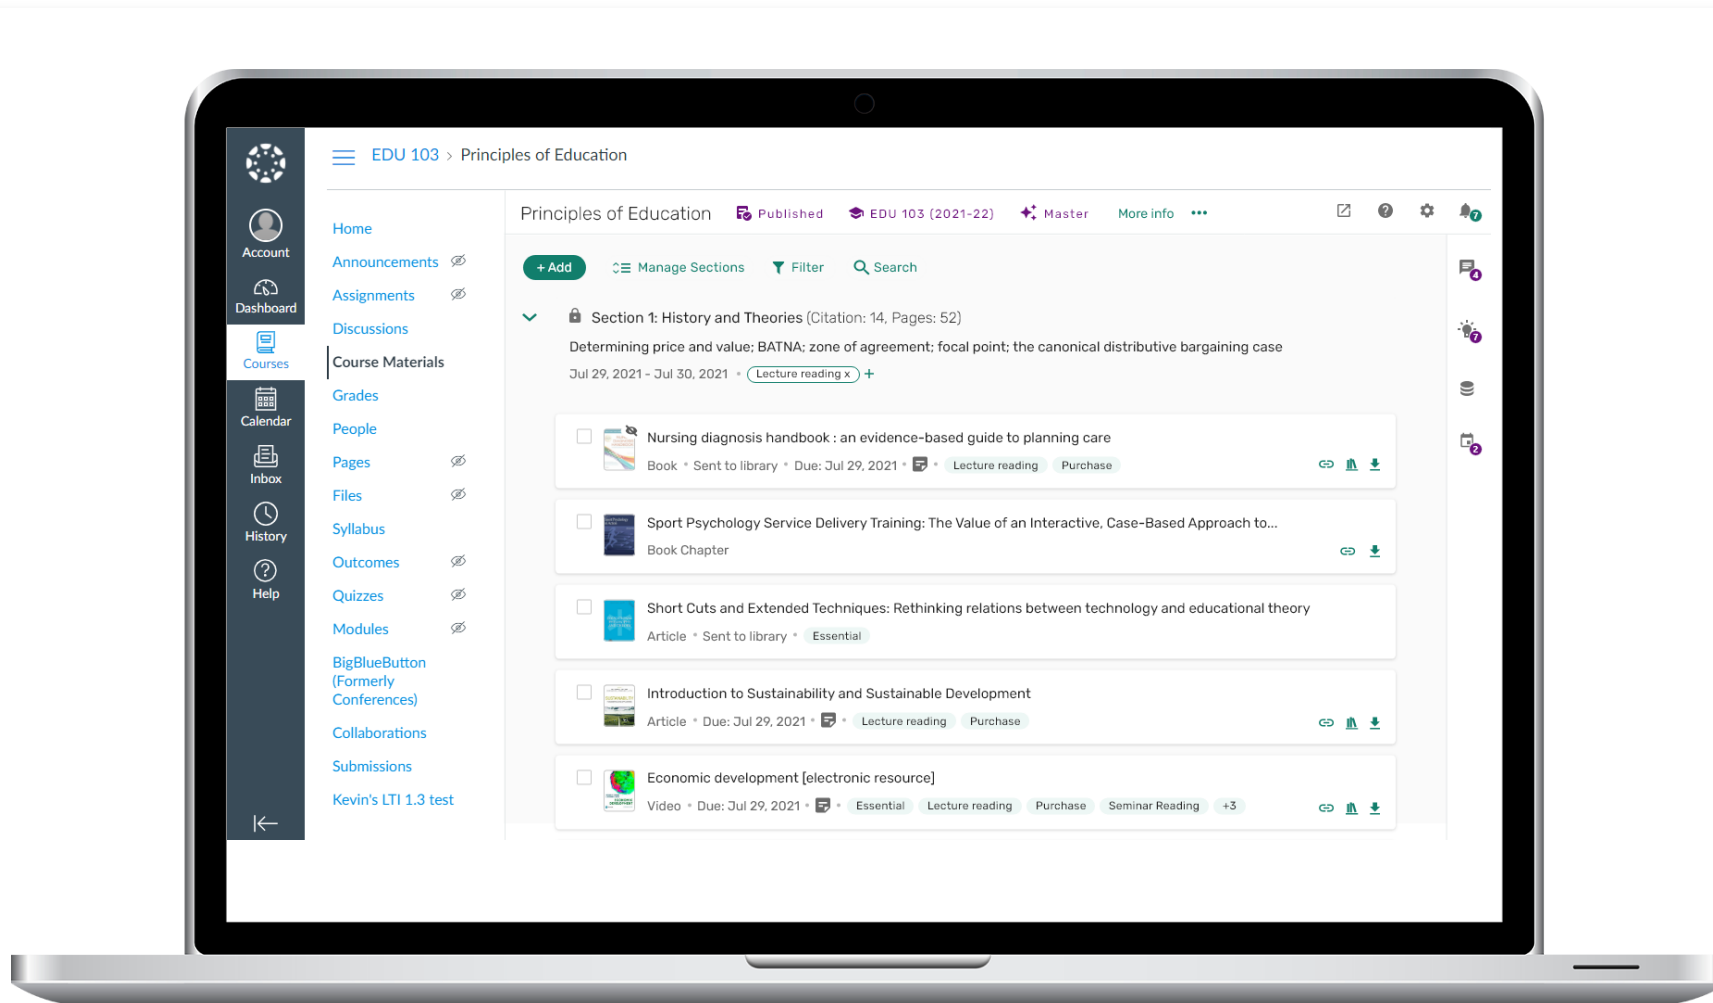 EDU 103 > Principles of Education
Account
Dashboard
Courses
Calendar
Inbox
History
Help
Home
Announcements
Assignments
Discussions
Course Materials
Grades
People
Pages
Files
Syllabus
Outcomes
Quizzes
Modules
BigBlueButton
(Formerly
Conferences)
Collaborations
Submissions
Kevin's LTI 1.3 test
Principles of Education Published EDU 103 (2021-22) Master More info ••• 7
+ Add Manage Sections Filter Search
Section 1: History and Theories (Citation: 14, Pages: 52)
Determining price and value; BATNA; zone of agreement; focal point; the canonical distributive bargaining case
Jul 29, 2021 - Jul 30, 2021 • Lecture reading x +
Nursing diagnosis handbook : an evidence-based guide to planning care
Book • Sent to library • Due: Jul 29, 2021 • • Lecture reading Purchase
Sport Psychology Service Delivery Training: The Value of an Interactive, Case-Based Approach to...
Book Chapter
Short Cuts and Extended Techniques: Rethinking relations between technology and educational theory
Article • Sent to library • Essential
Introduction to Sustainability and Sustainable Development
Article • Due: Jul 29, 2021 • • Lecture reading Purchase
Economic development [electronic resource]
Video • Due: Jul 29, 2021 • • Essential Lecture reading Purchase Seminar Reading +3
4
7
2